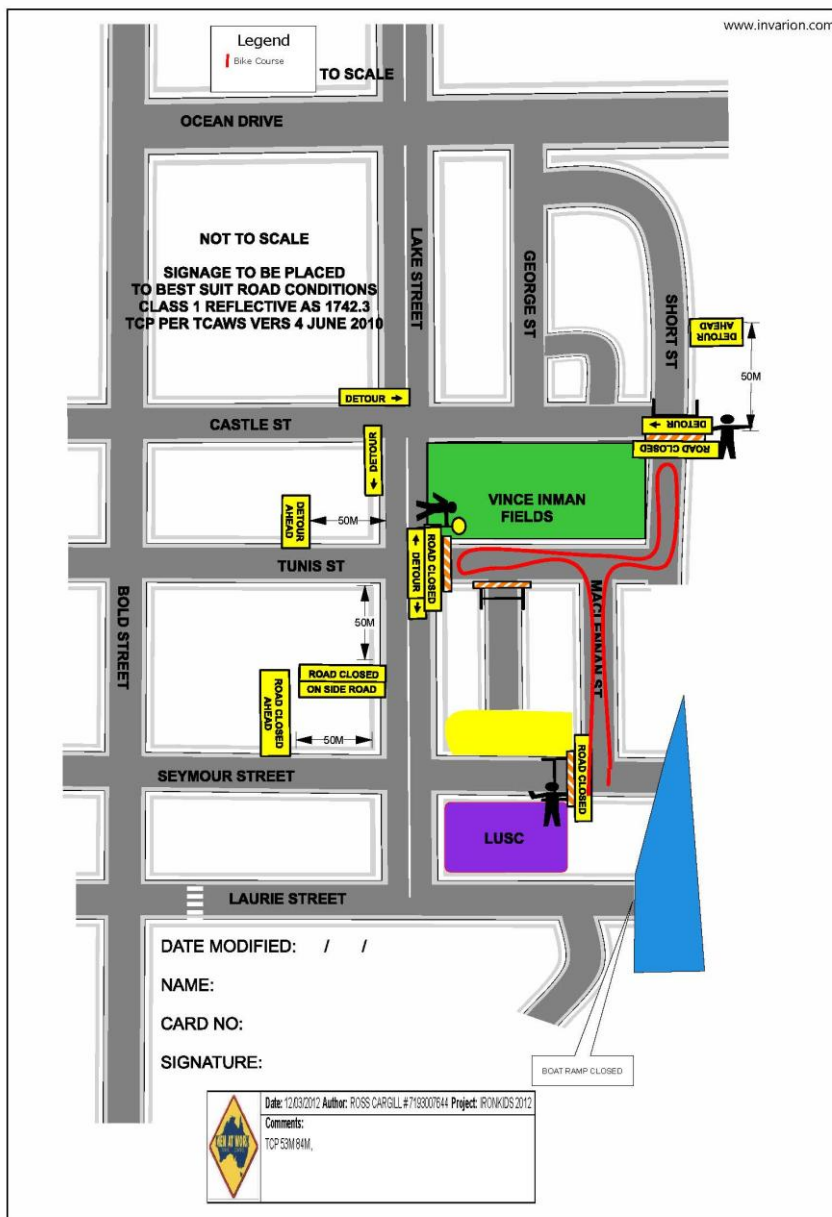 www.invarion.com
Legend
Bike Course
TO SCALE
OCEAN DRIVE
NOT TO SCALE
SIGNAGE TO BE PLACED
TO BEST SUIT ROAD CONDITIONS
CLASS 1 REFLECTIVE AS 1742.3
TCP PER TCAWS VERS 4 JUNE 2010
LAKE STREET
GEORGE ST
SHORT ST
DETOUR
AHEAD
50M
DETOUR
CASTLE ST
DETOUR
ROAD CLOSED
DETOUR
VINCE INMAN
FIELDS
DETOUR
AHEAD
50M
ROAD CLOSED
DETOUR
TUNIS ST
BOLD STREET
50M
MACLENNAN ST
ROAD CLOSED
ON SIDE ROAD
ROAD CLOSED
AHEAD
50M
ROAD CLOSED
SEYMOUR STREET
LUSC
LAURIE STREET
DATE MODIFIED: / /
NAME:
CARD NO:
SIGNATURE:
BOAT RAMP CLOSED
MEN AT WORK
Date: 12/03/2012 Author: ROSS CARGILL # 7193007644 Project: IRONKIDS 2012
Comments:
TCP 53M 84M,